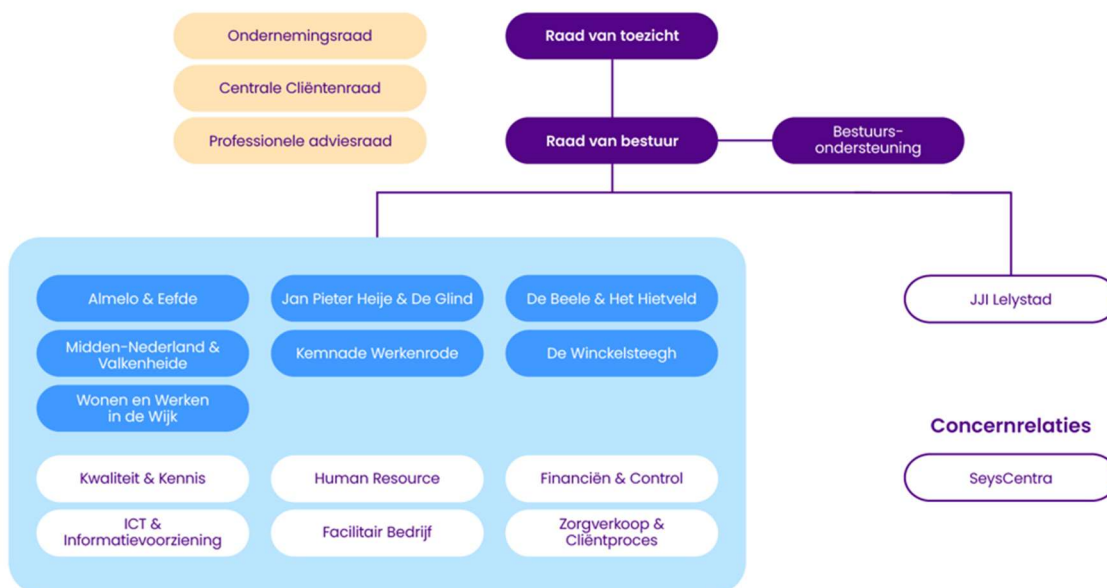 Ondernemingsraad
Raad van toezicht
Centrale Cliëntenraad
Professionele adviesraad
Raad van bestuur
Bestuurs-
ondersteuning
Almelo & Eefde
Jan Pieter Heije & De Glind
De Beele & Het Hietveld
JJI Lelystad
Midden-Nederland &
Valkenheide
Kemnade Werkenrode
De Winckelsteegh
Wonen en Werken
in de Wijk
Concernrelaties
Kwaliteit & Kennis
Human Resource
Financiën & Control
SeysCentra
ICT &
Informatievoorziening
Facilitair Bedrijf
Zorgverkoop &
Cliëntproces